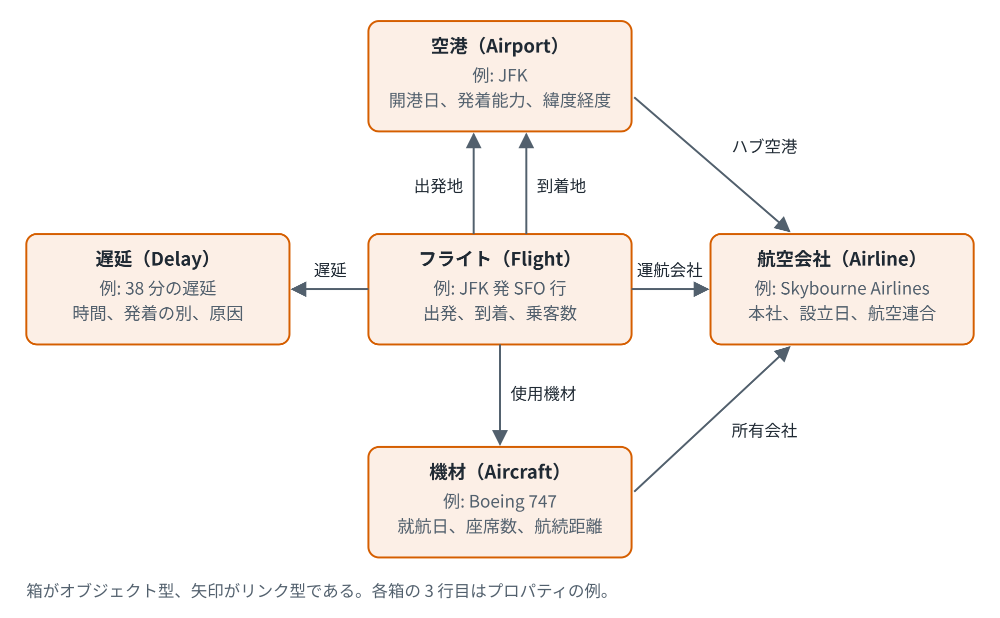 空港（Airport）
例: JFK
開港日、発着能力、緯度経度
ハブ空港
出発地
到着地
遅延（Delay）
例: 38 分の遅延
時間、発着の別、原因
遅延
フライト（Flight）
例: JFK 発 SFO 行
出発、到着、乗客数
運航会社
航空会社（Airline）
例: Skybourne Airlines
本社、設立日、航空連合
使用機材
所有会社
機材（Aircraft）
例: Boeing 747
就航日、座席数、航続距離
箱がオブジェクト型、矢印がリンク型である。各箱の 3 行目はプロパティの例。